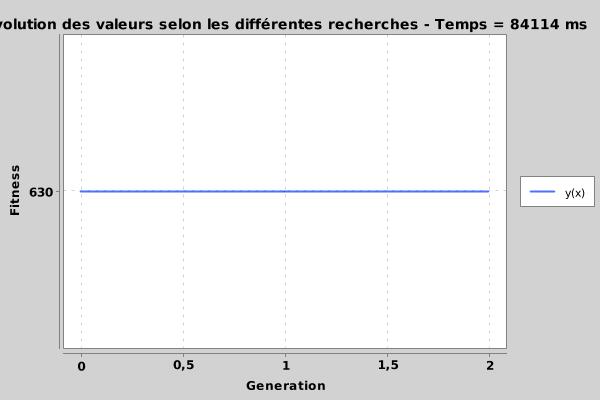 volution des valeurs selon les différentes recherches - Temps = 84114 ms
Fitness
630
y(x)
0 0,5 1 1,5 2
Generation